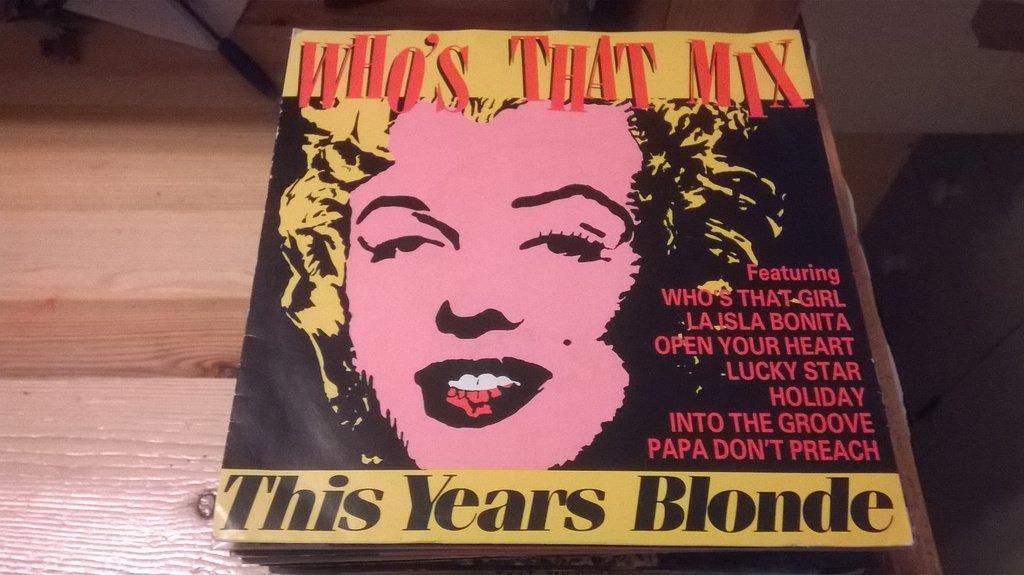 WHO'S THAT MIX
Featuring
WHO'S THAT GIRL
LA ISLA BONITA
OPEN YOUR HEART
LUCKY STAR
HOLIDAY
INTO THE GROOVE
PAPA DON'T PREACH
This Years Blonde